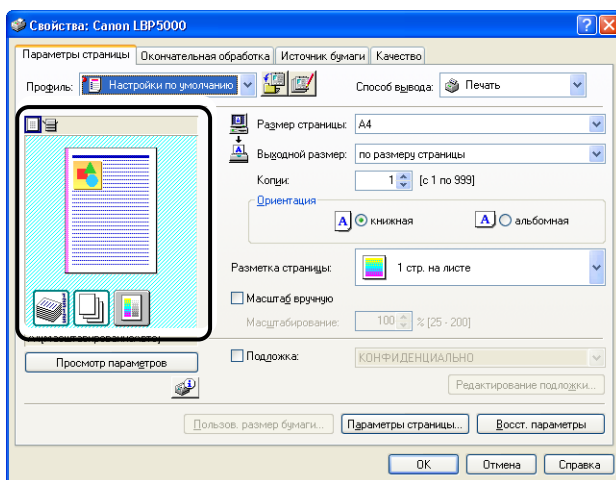 Свойства: Canon LBP5000
Параметры страницы Окончательная обработка Источник бумаги Качество
Профиль: Настройки по умолчанию Способ вывода: Печать
Размер страницы: A4
Выходной размер: по размеру страницы
Копии: 1 [с 1 по 999]
Ориентация
A книжная A альбомная
Разметка страницы: 1 стр. на листе
Масштаб вручную
Масштабирование: 100 % [25 - 200]
Просмотр параметров
Подложка: КОНФИДЕНЦИАЛЬНО
Редактирование подложки...
Пользов. размер бумаги... Параметры страницы... Восст. параметры
OK Отмена Справка